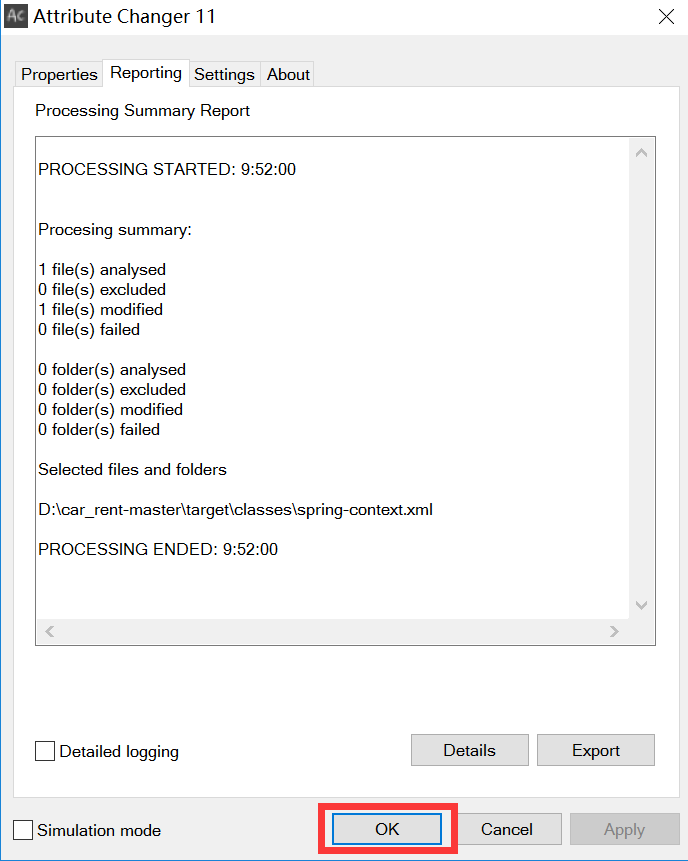 AC Attribute Changer 11
Properties Reporting Settings About
Processing Summary Report
PROCESSING STARTED: 9:52:00
Procesing summary:
1 file(s) analysed
0 file(s) excluded
1 file(s) modified
0 file(s) failed
0 folder(s) analysed
0 folder(s) excluded
0 folder(s) modified
0 folder(s) failed
Selected files and folders
D:\car_rent-master\target\classes\spring-context.xml
PROCESSING ENDED: 9:52:00
Detailed logging Details Export
Simulation mode OK Cancel Apply